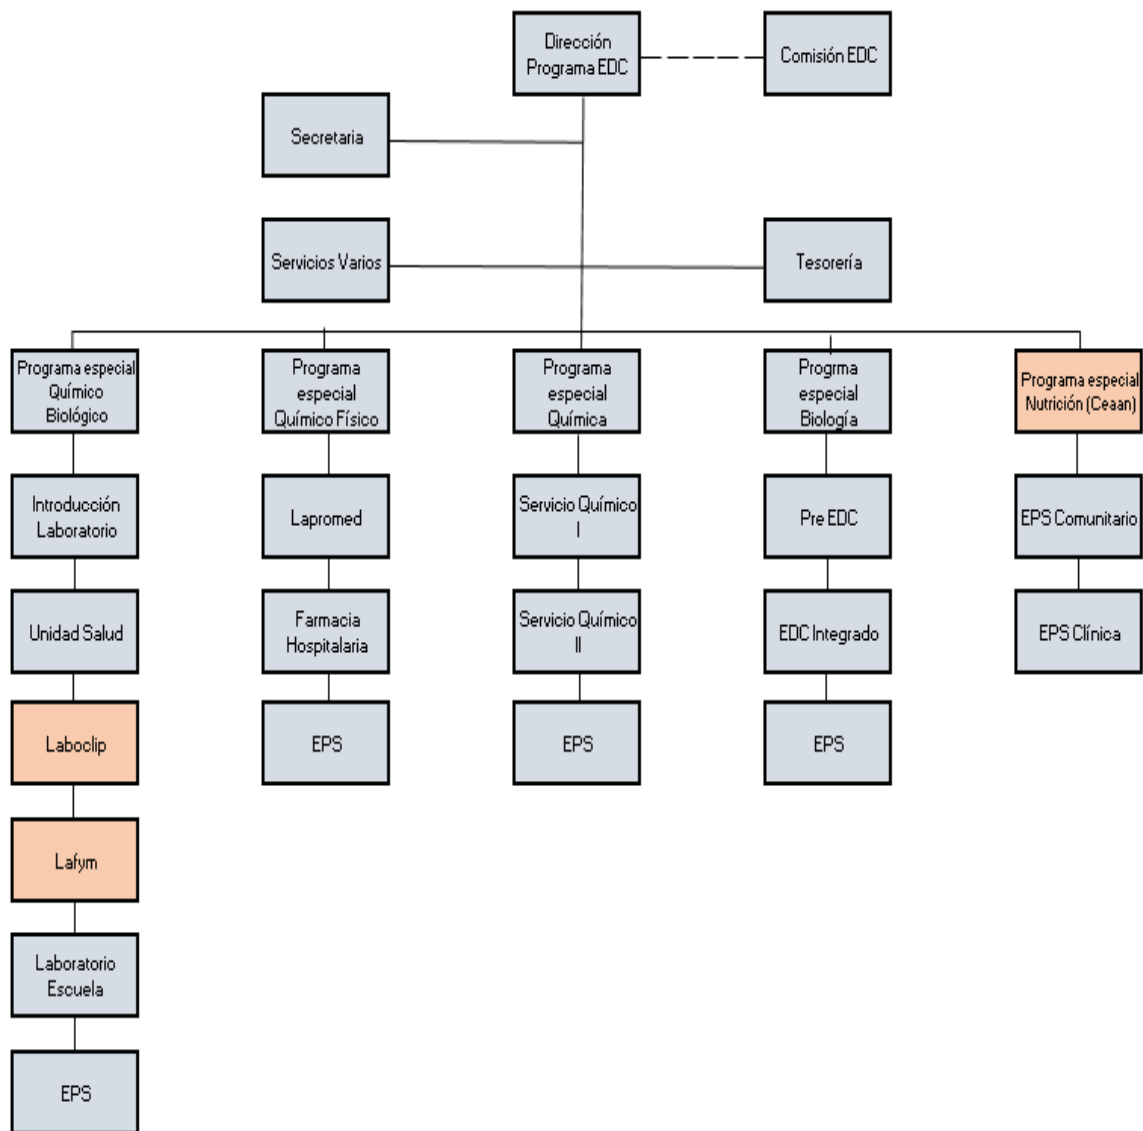 Dirección
Programa EDC
Comisión EDC
Secretaria
Servicios Varios
Tesorería
Programa especial
Químico
Biológico
Programa
especial
Químico Físico
Programa
especial
Química
Progrma
especial
Biología
Programa especial
Nutrición (Ceaan)
Introducción
Laboratorio
Lapromed
Servicio Químico
I
Pre EDC
EPS Comunitario
Unidad Salud
Farmacia
Hospitalaria
Servicio Químico
II
EDC Integrado
EPS Clínica
Laboclip
EPS
EPS
EPS
Lafym
Laboratorio
Escuela
EPS